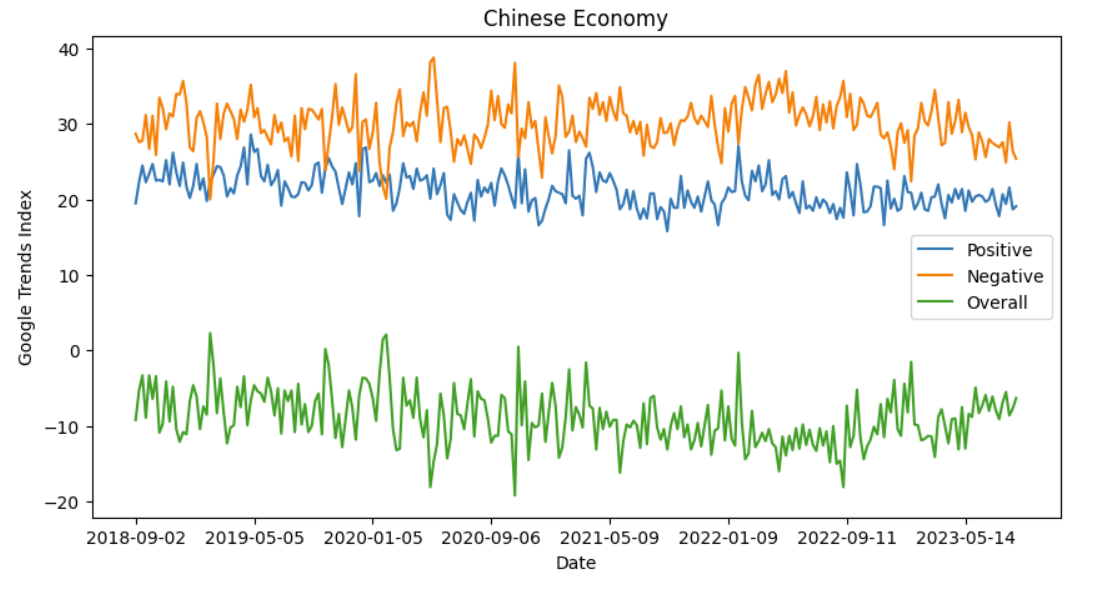 Chinese Economy
Google Trends Index
40
30
20
10
0
−10
−20
Positive
Negative
Overall
2018-09-02 2019-05-05 2020-01-05 2020-09-06 2021-05-09 2022-01-09 2022-09-11 2023-05-14
Date